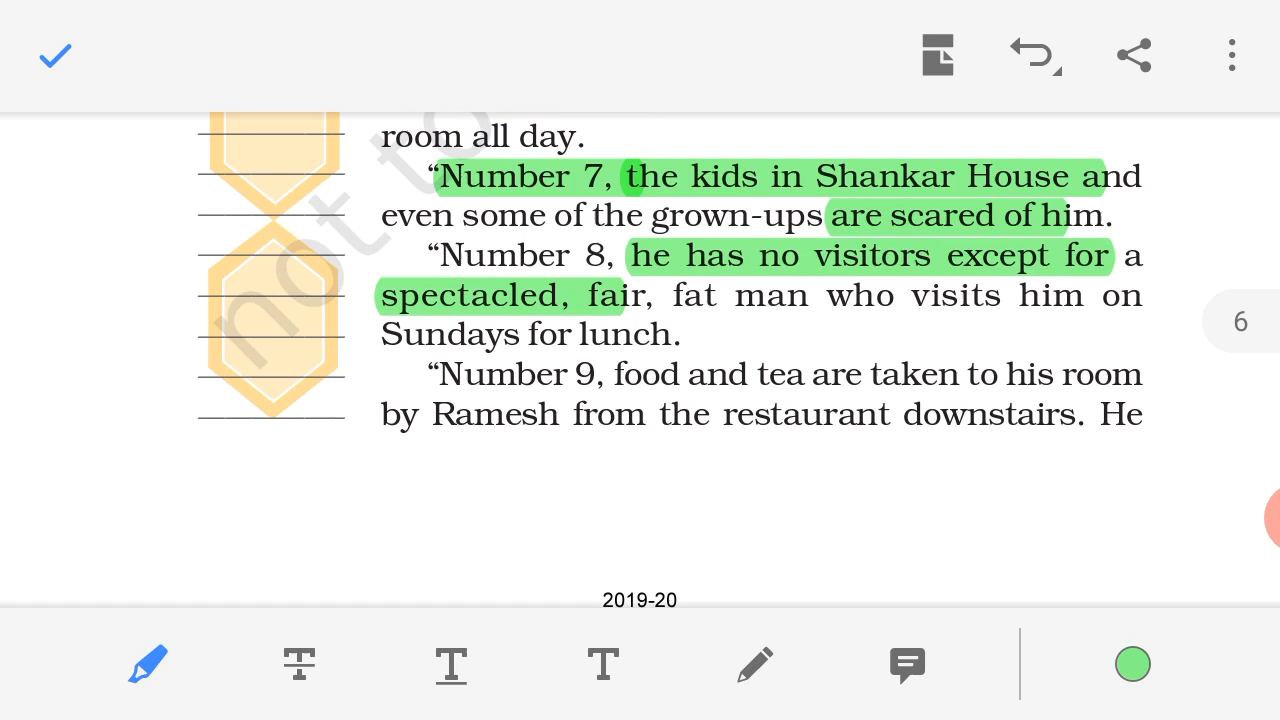 room all day.
“Number 7, the kids in Shankar House and
even some of the grown-ups are scared of him.
“Number 8, he has no visitors except for a
spectacled, fair, fat man who visits him on
Sundays for lunch.
6
“Number 9, food and tea are taken to his room
by Ramesh from the restaurant downstairs. He
not to
2019-20